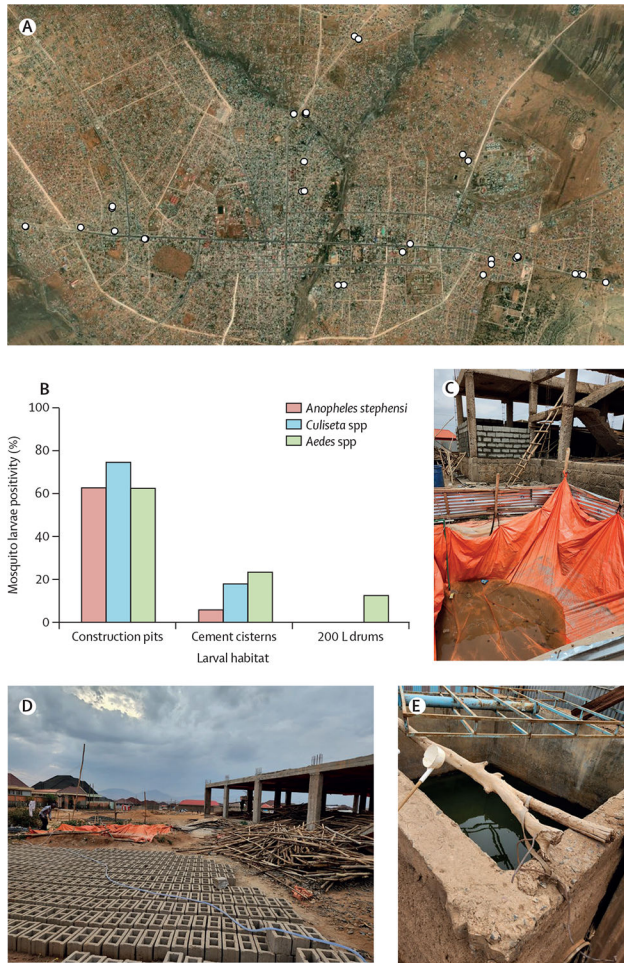 A
B
Mosquito larvae positivity (%)
100
80
60
40
20
0
Anopheles stephensi
Culiseta spp
Aedes spp
Construction pits
Cement cisterns
200 L drums
Larval habitat
C
D
E